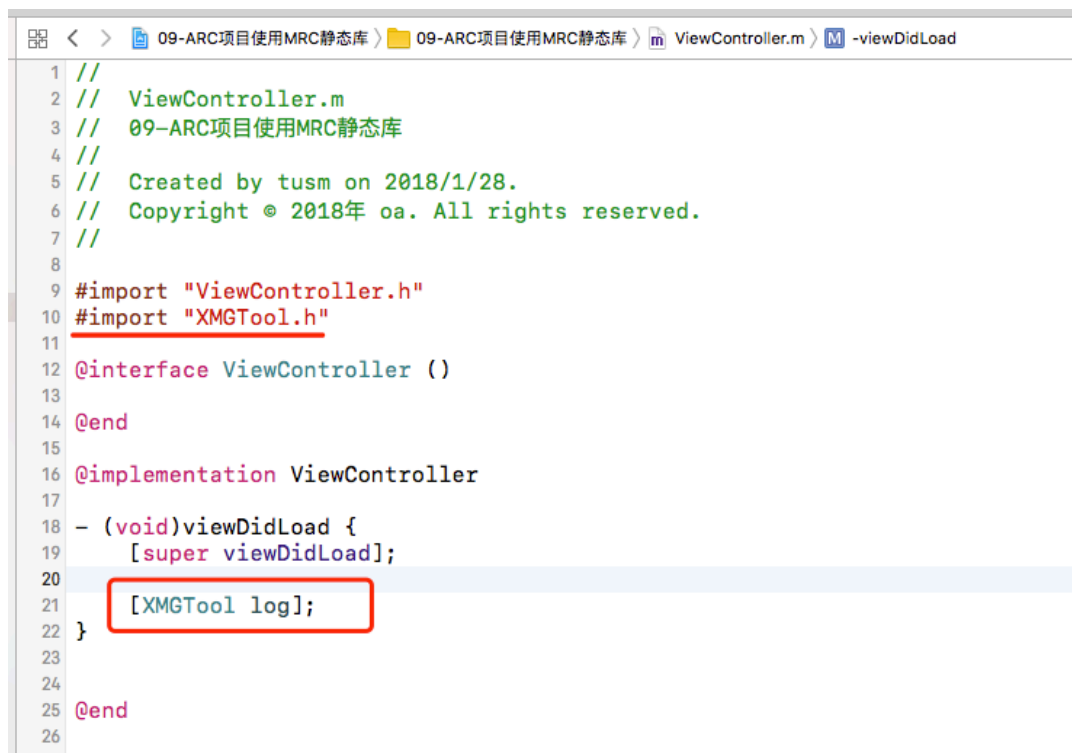 09-ARC项目使用MRC静态库 〉 09-ARC项目使用MRC静态库 〉 m ViewController.m 〉 M -viewDidLoad
1 //
2 //  ViewController.m
3 //  09-ARC项目使用MRC静态库
4 //
5 //  Created by tusm on 2018/1/28.
6 //  Copyright © 2018年 oa. All rights reserved.
7 //
8
9 #import "ViewController.h"
10 #import "XMGTool.h"
11
12 @interface ViewController ()
13
14 @end
15
16 @implementation ViewController
17
18 - (void)viewDidLoad {
19     [super viewDidLoad];
20
21     [XMGTool log];
22 }
23
24
25 @end
26